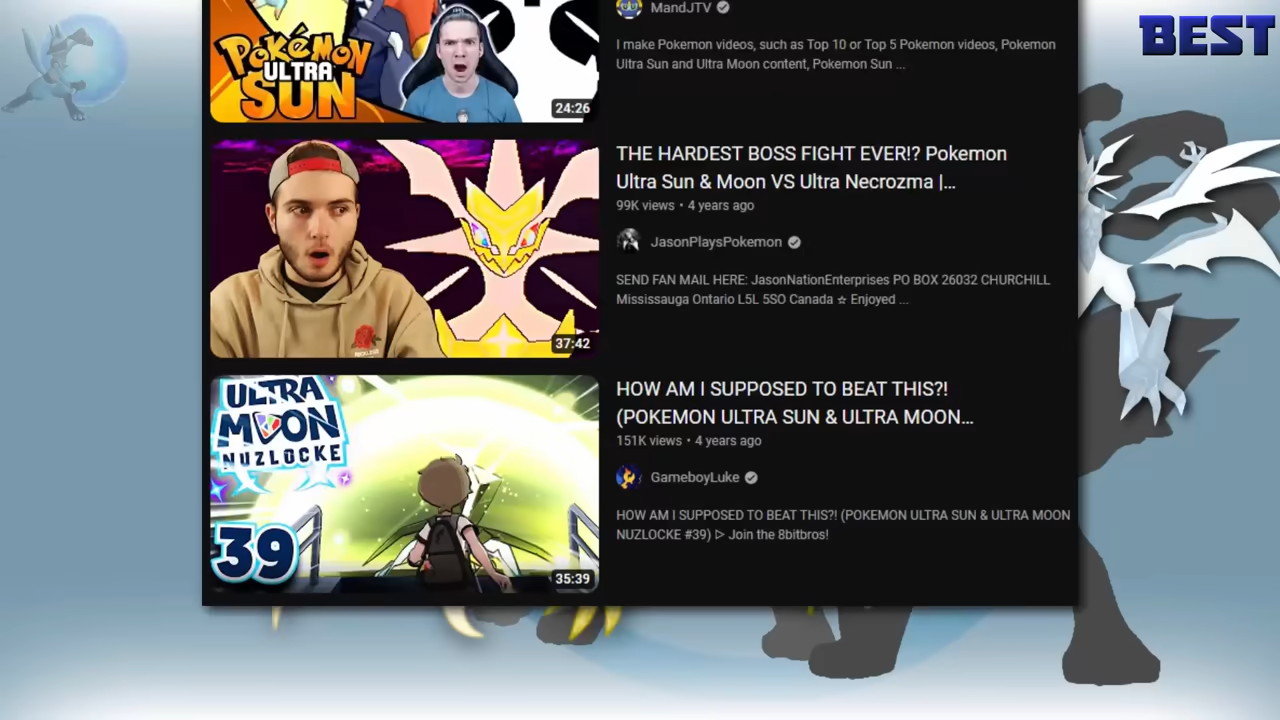 BEST
POKéMON
ULTRA
SUN
24:26
MandJTV
I make Pokemon videos, such as Top 10 or Top 5 Pokemon videos, Pokemon
Ultra Sun and Ultra Moon content, Pokemon Sun ...
37:42
THE HARDEST BOSS FIGHT EVER!? Pokemon
Ultra Sun & Moon VS Ultra Necrozma |...
99K views • 4 years ago
JasonPlaysPokemon
SEND FAN MAIL HERE: JasonNationEnterprises PO BOX 26032 CHURCHILL
Mississauga Ontario L5L 5SO Canada ☆ Enjoyed ...
ULTRA
MOON
NUZLOCKE
39
35:39
HOW AM I SUPPOSED TO BEAT THIS?!
(POKEMON ULTRA SUN & ULTRA MOON...
151K views • 4 years ago
GameboyLuke
HOW AM I SUPPOSED TO BEAT THIS?! (POKEMON ULTRA SUN & ULTRA MOON
NUZLOCKE #39) ▷ Join the 8bitbros!